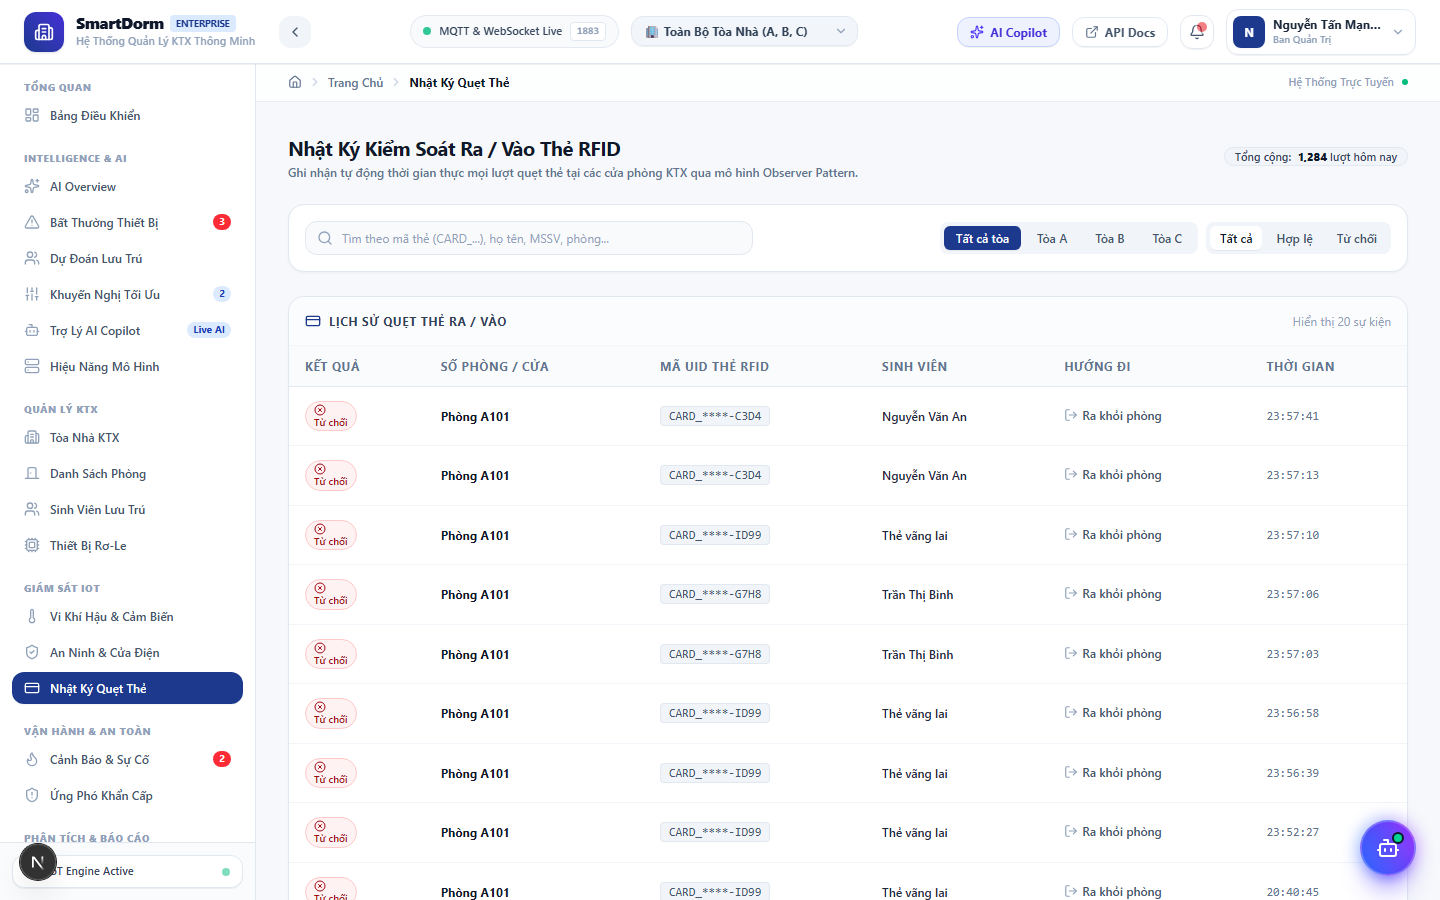 SmartDorm ENTERPRISE
Hệ Thống Quản Lý KTX Thông Minh
MQTT & WebSocket Live 1883
Toàn Bộ Tòa Nhà (A, B, C)
AI Copilot
API Docs
N
Nguyễn Tấn Mạn...
Ban Quản Trị
TỔNG QUAN
Bảng Điều Khiển
INTELLIGENCE & AI
AI Overview
Bất Thường Thiết Bị 3
Dự Đoán Lưu Trú
Khuyến Nghị Tối Ưu 2
Trợ Lý AI Copilot Live AI
Hiệu Năng Mô Hình
QUẢN LÝ KTX
Tòa Nhà KTX
Danh Sách Phòng
Sinh Viên Lưu Trú
Thiết Bị Rơ-Le
GIÁM SÁT IOT
Vi Khí Hậu & Cảm Biến
An Ninh & Cửa Điện
Nhật Ký Quẹt Thẻ
VẬN HÀNH & AN TOÀN
Cảnh Báo & Sự Cố 2
Ứng Phó Khẩn Cấp
PHÂN TÍCH & BÁO CÁO
N
Engine Active
Trang Chủ
Nhật Ký Quẹt Thẻ
Hệ Thống Trực Tuyến
Nhật Ký Kiểm Soát Ra / Vào Thẻ RFID
Ghi nhận tự động thời gian thực mọi lượt quẹt thẻ tại các cửa phòng KTX qua mô hình Observer Pattern.
Tổng cộng: 1,284 lượt hôm nay
Tìm theo mã thẻ (CARD_...), họ tên, MSSV, phòng...
Tất cả tòa Tòa A Tòa B Tòa C
Tất cả Hợp lệ Từ chối
LỊCH SỬ QUẸT THẺ RA / VÀO
Hiển thị 20 sự kiện
KẾT QUẢ SỐ PHÒNG / CỬA MÃ UID THẺ RFID SINH VIÊN HƯỚNG ĐI THỜI GIAN
Từ chối Phòng A101 CARD_****-C3D4 Nguyễn Văn An Ra khỏi phòng 23:57:41
Từ chối Phòng A101 CARD_****-C3D4 Nguyễn Văn An Ra khỏi phòng 23:57:13
Từ chối Phòng A101 CARD_****-ID99 Thẻ vãng lai Ra khỏi phòng 23:57:10
Từ chối Phòng A101 CARD_****-G7H8 Trần Thị Bình Ra khỏi phòng 23:57:06
Từ chối Phòng A101 CARD_****-G7H8 Trần Thị Bình Ra khỏi phòng 23:57:03
Từ chối Phòng A101 CARD_****-ID99 Thẻ vãng lai Ra khỏi phòng 23:56:58
Từ chối Phòng A101 CARD_****-ID99 Thẻ vãng lai Ra khỏi phòng 23:56:39
Từ chối Phòng A101 CARD_****-ID99 Thẻ vãng lai Ra khỏi phòng 23:52:27
Từ chối Phòng A101 CARD_****-ID99 Thẻ vãng lai Ra khỏi phòng 20:40:45